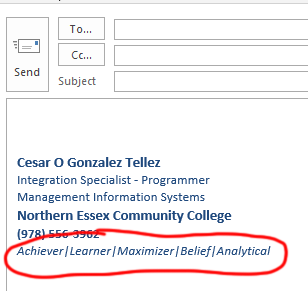 To...
Send
Cc...
Subject
Cesar O Gonzalez Tellez
Integration Specialist - Programmer
Management Information Systems
Northern Essex Community College
(978) 556-3962
Achiever|Learner|Maximizer|Belief|Analytical